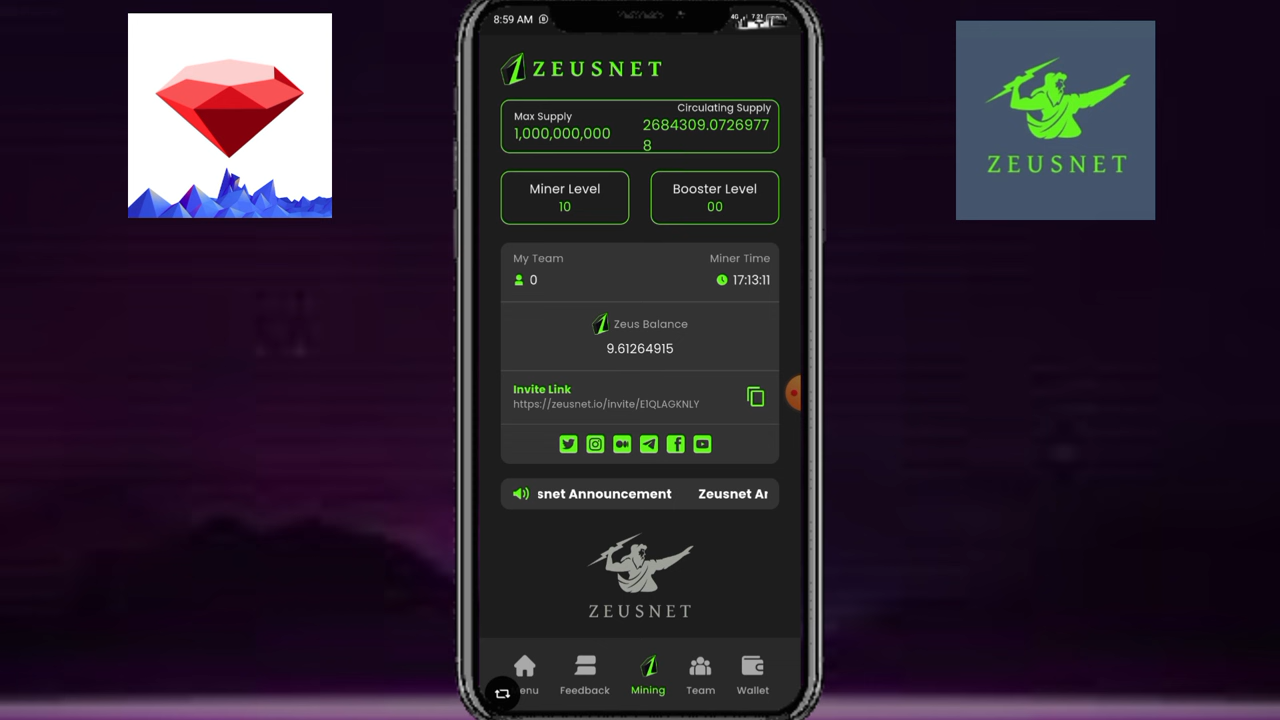 8:59 AM
4G
ZEUSNET
Max Supply
1,000,000,000
Circulating Supply
2684309.0726977
8
Miner Level
10
Booster Level
00
My Team
0
Miner Time
17:13:11
Zeus Balance
9.61264915
Invite Link
https://zeusnet.io/invite/E1QLAGKNLY
snet Announcement
Zeusnet Ar
ZEUSNET
enu
Feedback
Mining
Team
Wallet
ZEUSNET